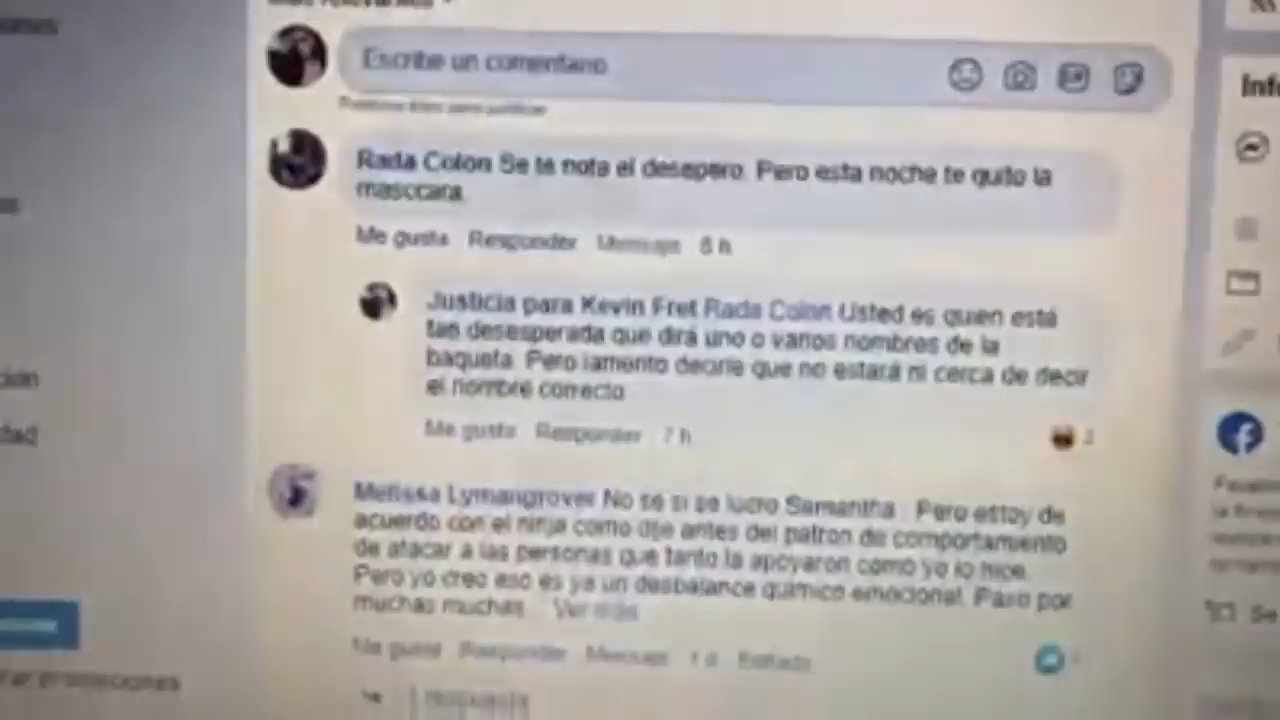 Escribe un comentario
Rada Colon Se te nota el desepero. Pero esta noche te quito la
masccara.
Me gusta Responder Mensaje 8 h
Justicia para Kevin Fret Rada Colon Usted es quien está
tan desesperada que dirá uno o varios nombres de la
baqueta. Pero lamento decirle que no estará ni cerca de decir
el nombre correcto.
Me gusta Responder 7 h
Melissa Lymangrover No se si se lucro Samantha . Pero estoy de
acuerdo con el ninja como dije antes del patron de comportamiento
de atacar a las personas que tanto la apoyaron como yo lo hice.
Pero yo creo eso es ya un desbalance quimico emocional. Paso por
muchas muchas... Ver más
Me gusta Responder Mensaje 1 d Editado
Se